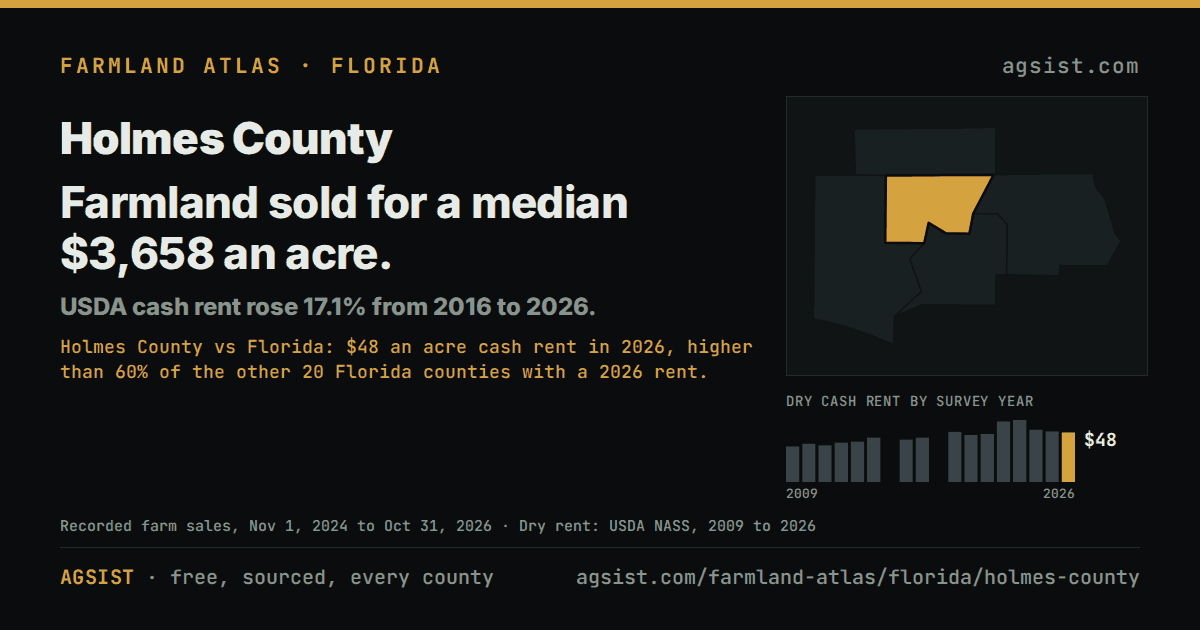 FARMLAND ATLAS · FLORIDA
agsist.com
Holmes County
Farmland sold for a median
$3,658 an acre.
USDA cash rent rose 17.1% from 2016 to 2026.
Holmes County vs Florida: $48 an acre cash rent in 2026, higher
than 60% of the other 20 Florida counties with a 2026 rent.
DRY CASH RENT BY SURVEY YEAR
$48
2009
2026
Recorded farm sales, Nov 1, 2024 to Oct 31, 2026 · Dry rent: USDA NASS, 2009 to 2026
AGSIST · free, sourced, every county
agsist.com/farmland-atlas/florida/holmes-county